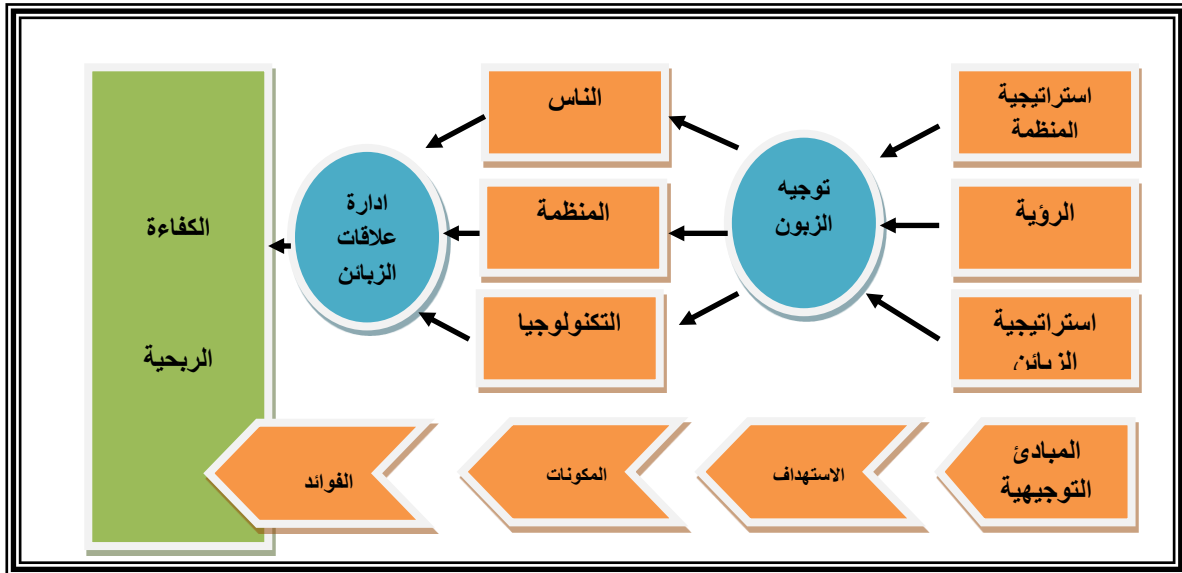 استراتيجية
المنظمة
الرؤية
استراتيجية
الزبائن
توجيه
الزبون
الناس
المنظمة
التكنولوجيا
ادارة
علاقات
الزبائن
الكفاءة
الربحية
المبادئ
التوجيهية
الاستهداف
المكونات
الفوائد